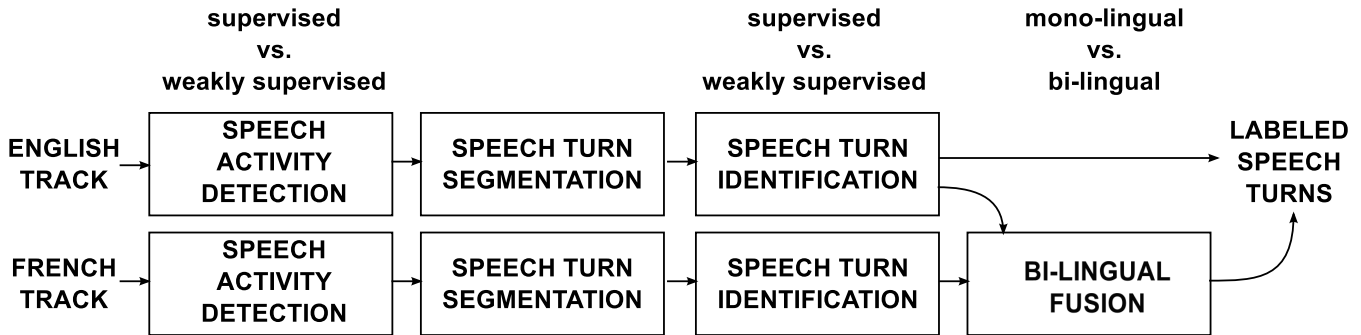 supervised
vs.
weakly supervised
supervised
vs.
weakly supervised
mono-lingual
vs.
bi-lingual
ENGLISH
TRACK
SPEECH
ACTIVITY
DETECTION
SPEECH TURN
SEGMENTATION
SPEECH TURN
IDENTIFICATION
LABELED
SPEECH
TURNS
FRENCH
TRACK
SPEECH
ACTIVITY
DETECTION
SPEECH TURN
SEGMENTATION
SPEECH TURN
IDENTIFICATION
BI-LINGUAL
FUSION